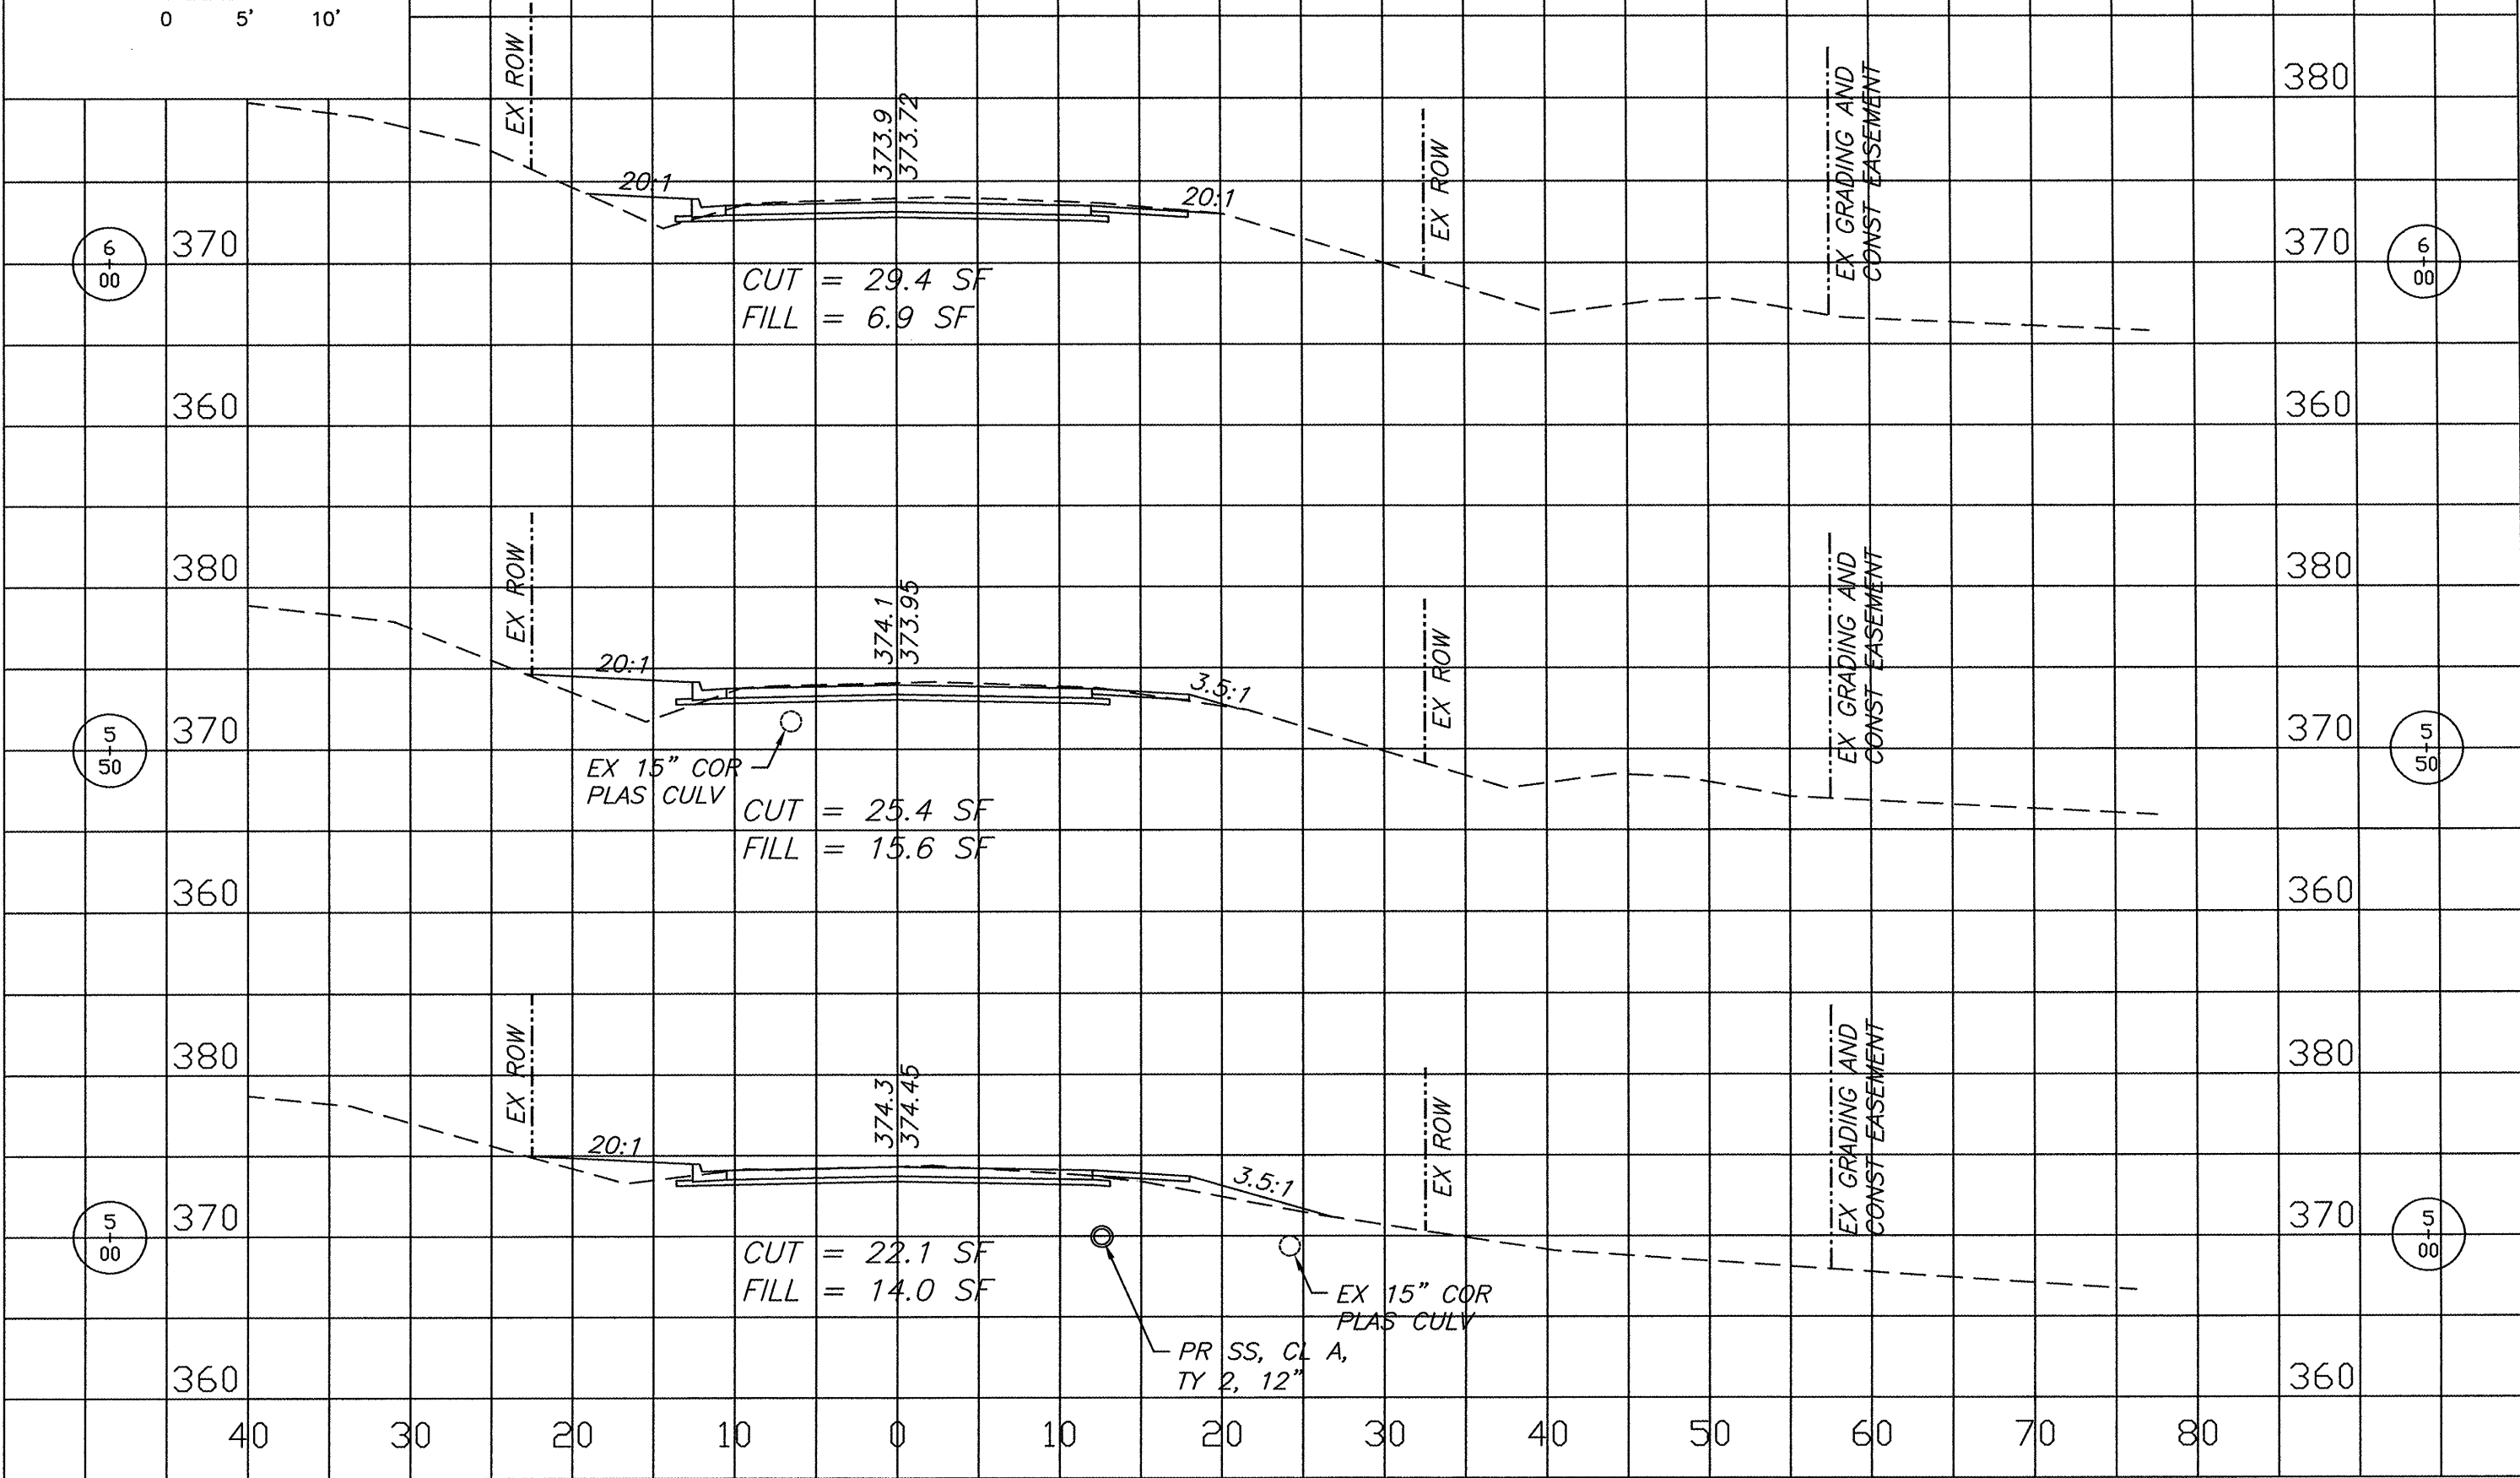 0 5' 10'
EX ROW
373.9
373.72
EX ROW
EX GRADING AND
CONST EASEMENT
380
20:1
20:1
6+00
370
370
6+00
CUT = 29.4 SF
FILL = 6.9 SF
360
360
380
EX ROW
374.1
373.95
EX ROW
EX GRADING AND
CONST EASEMENT
380
20:1
3.5:1
5+50
370
370
5+50
EX 15" COR
PLAS CULV
CUT = 25.4 SF
FILL = 15.6 SF
360
360
380
EX ROW
374.3
374.45
EX ROW
EX GRADING AND
CONST EASEMENT
380
20:1
3.5:1
5+00
370
370
5+00
CUT = 22.1 SF
FILL = 14.0 SF
EX 15" COR
PLAS CULV
PR SS, CL A,
TY 2, 12"
360
360
40 30 20 10 0 10 20 30 40 50 60 70 80